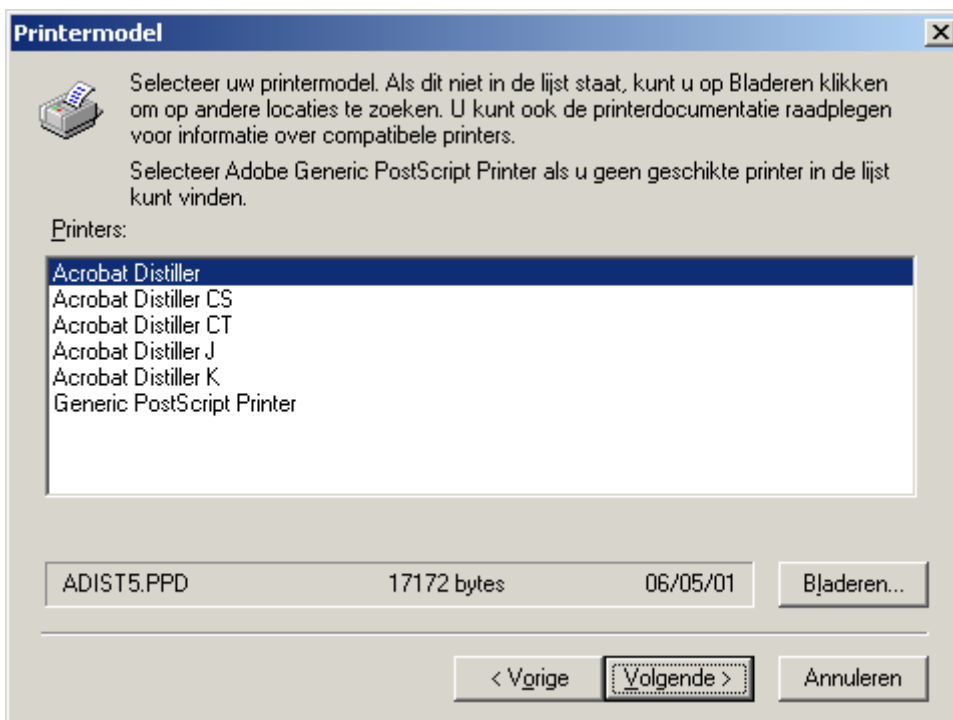 Printermodel
Selecteer uw printermodel. Als dit niet in de lijst staat, kunt u op Bladeren klikken
om op andere locaties te zoeken. U kunt ook de printerdocumentatie raadplegen
voor informatie over compatibele printers.
Selecteer Adobe Generic PostScript Printer als u geen geschikte printer in de lijst
kunt vinden.
Printers:
Acrobat Distiller
Acrobat Distiller CS
Acrobat Distiller CT
Acrobat Distiller J
Acrobat Distiller K
Generic PostScript Printer
ADIST5.PPD 17172 bytes 06/05/01 Bladeren...
< Vorige Volgende > Annuleren